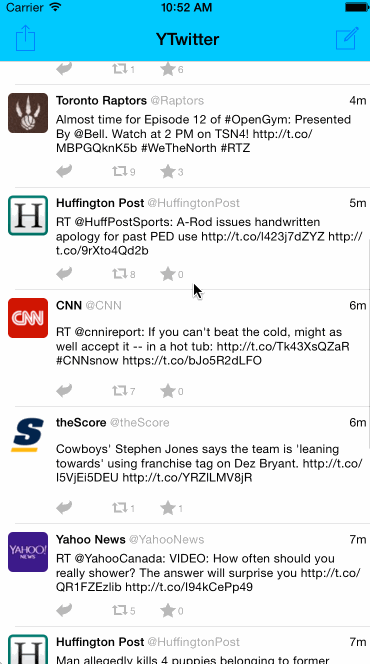 Carrier 10:52 AM
YTwitter
1 6
Toronto Raptors @Raptors 4m
Almost time for Episode 12 of #OpenGym: Presented
By @Bell. Watch at 2 PM on TSN4! http://t.co/
MBPGQknK5b #WeTheNorth #RTZ
9 3
H
Huffington Post @HuffingtonPost 5m
RT @HuffPostSports: A-Rod issues handwritten
apology for past PED use http://t.co/l423j7dZYZ http://
t.co/9rXto4Qd2b
8 0
CNN
CNN @CNN 6m
RT @cnnireport: If you can't beat the cold, might as
well accept it -- in a hot tub: http://t.co/Tk43XsQZaR
#CNNsnow https://t.co/bJo5R2dLFO
7 0
S
theScore @theScore 6m
Cowboys' Stephen Jones says the team is 'leaning
towards' using franchise tag on Dez Bryant. http://t.co/
I5VjEi5DEU http://t.co/YRZlLMV8jR
1 1
YAHOO!
NEWS
Yahoo News @YahooNews 7m
RT @YahooCanada: VIDEO: How often should you
really shower? The answer will surprise you http://t.co/
QR1FZEzlib http://t.co/I94kCePp49
5 0
H
Huffington Post @HuffingtonPost 7m
Man allegedly kills 4 puppies belonging to former